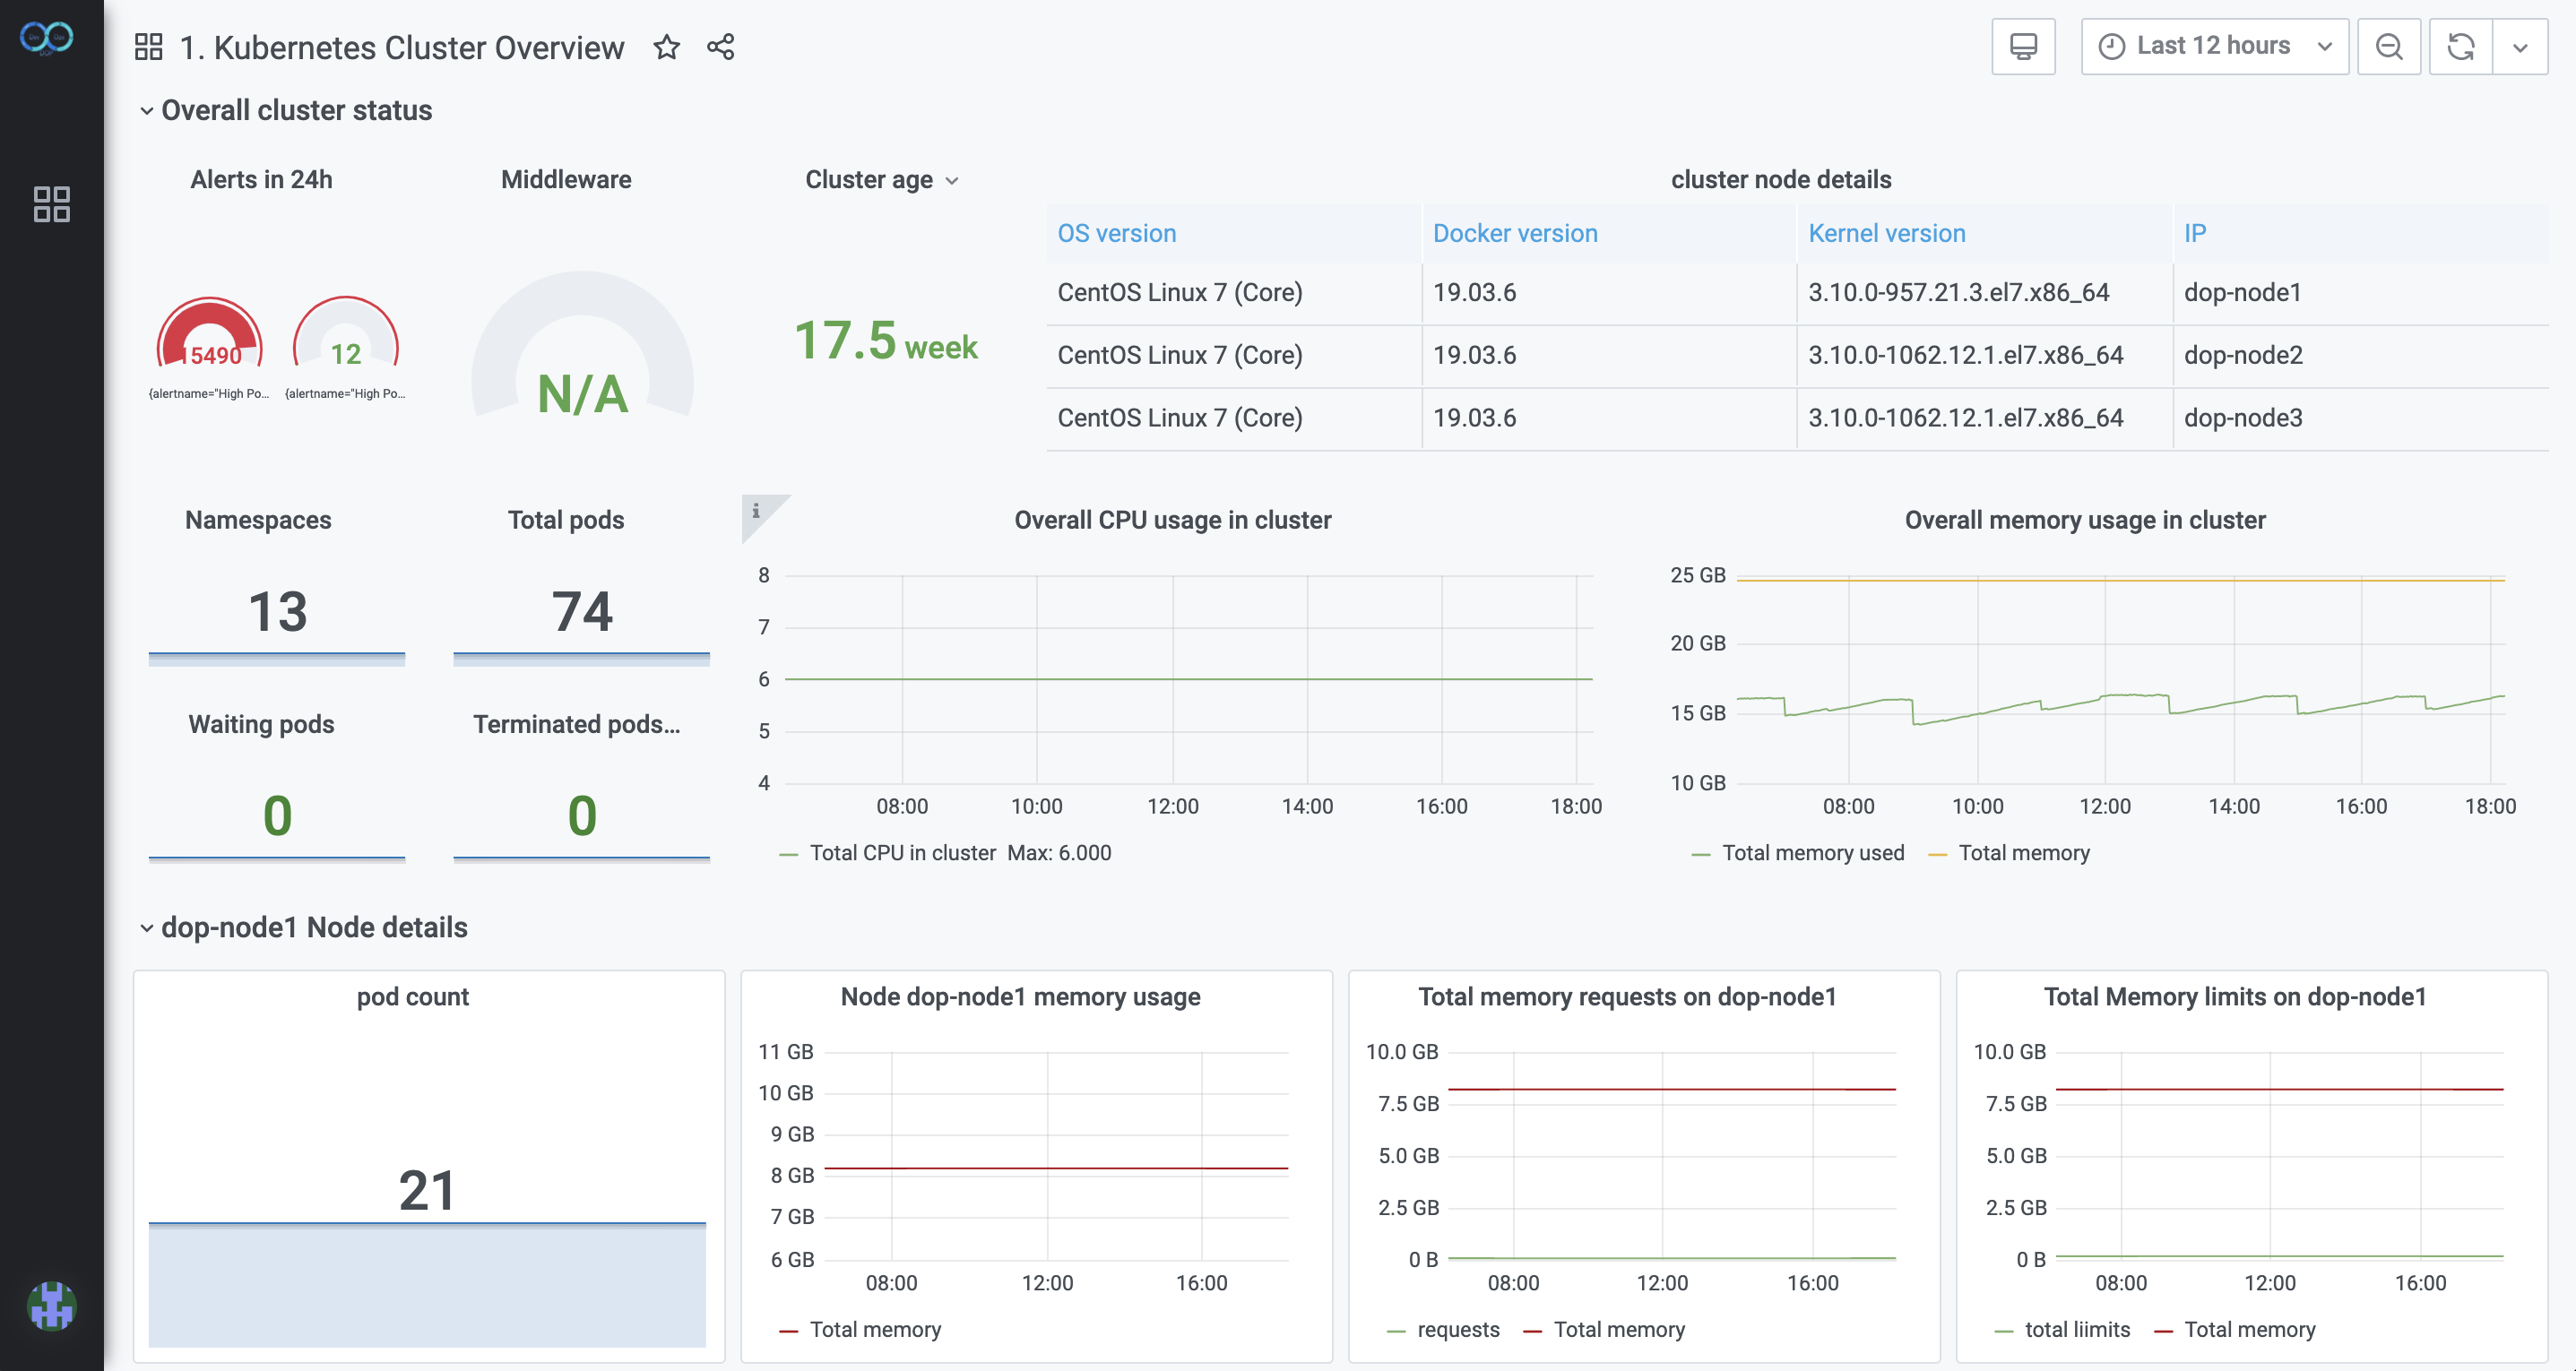 1. Kubernetes Cluster Overview
Last 12 hours
Overall cluster status
Alerts in 24h
15490
{alertname="High Po...
12
{alertname="High Po...
Middleware
N/A
Cluster age
17.5 week
cluster node details
OS version Docker version Kernel version IP
CentOS Linux 7 (Core) 19.03.6 3.10.0-957.21.3.el7.x86_64 dop-node1
CentOS Linux 7 (Core) 19.03.6 3.10.0-1062.12.1.el7.x86_64 dop-node2
CentOS Linux 7 (Core) 19.03.6 3.10.0-1062.12.1.el7.x86_64 dop-node3
Namespaces
13
Total pods
74
Waiting pods
0
Terminated pods...
0
i
Overall CPU usage in cluster
8
7
6
5
4
08:00 10:00 12:00 14:00 16:00 18:00
Total CPU in cluster Max: 6.000
Overall memory usage in cluster
25 GB
20 GB
15 GB
10 GB
08:00 10:00 12:00 14:00 16:00 18:00
Total memory used Total memory
dop-node1 Node details
pod count
21
Node dop-node1 memory usage
11 GB
10 GB
9 GB
8 GB
7 GB
6 GB
08:00 12:00 16:00
Total memory
Total memory requests on dop-node1
10.0 GB
7.5 GB
5.0 GB
2.5 GB
0 B
08:00 12:00 16:00
requests Total memory
Total Memory limits on dop-node1
10.0 GB
7.5 GB
5.0 GB
2.5 GB
0 B
08:00 12:00 16:00
total liimits Total memory